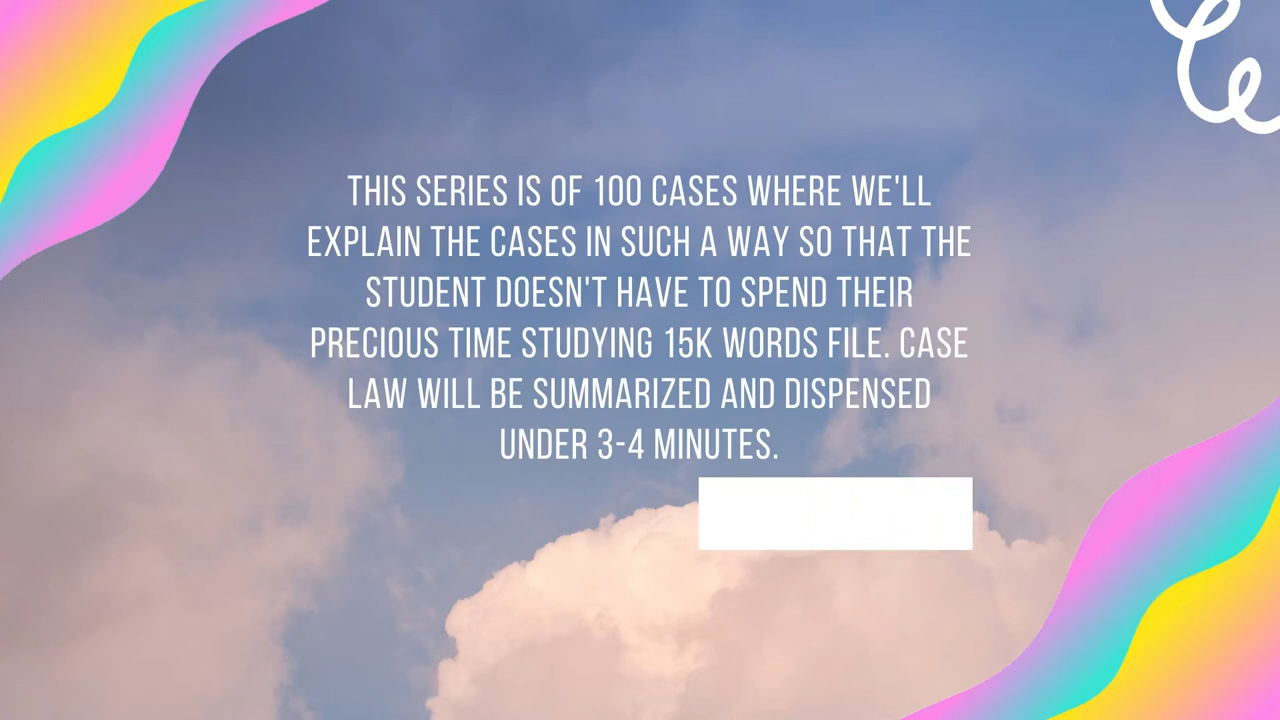 THIS SERIES IS OF 100 CASES WHERE WE'LL
EXPLAIN THE CASES IN SUCH A WAY SO THAT THE
STUDENT DOESN'T HAVE TO SPEND THEIR
PRECIOUS TIME STUDYING 15K WORDS FILE. CASE
LAW WILL BE SUMMARIZED AND DISPENSED
UNDER 3-4 MINUTES.